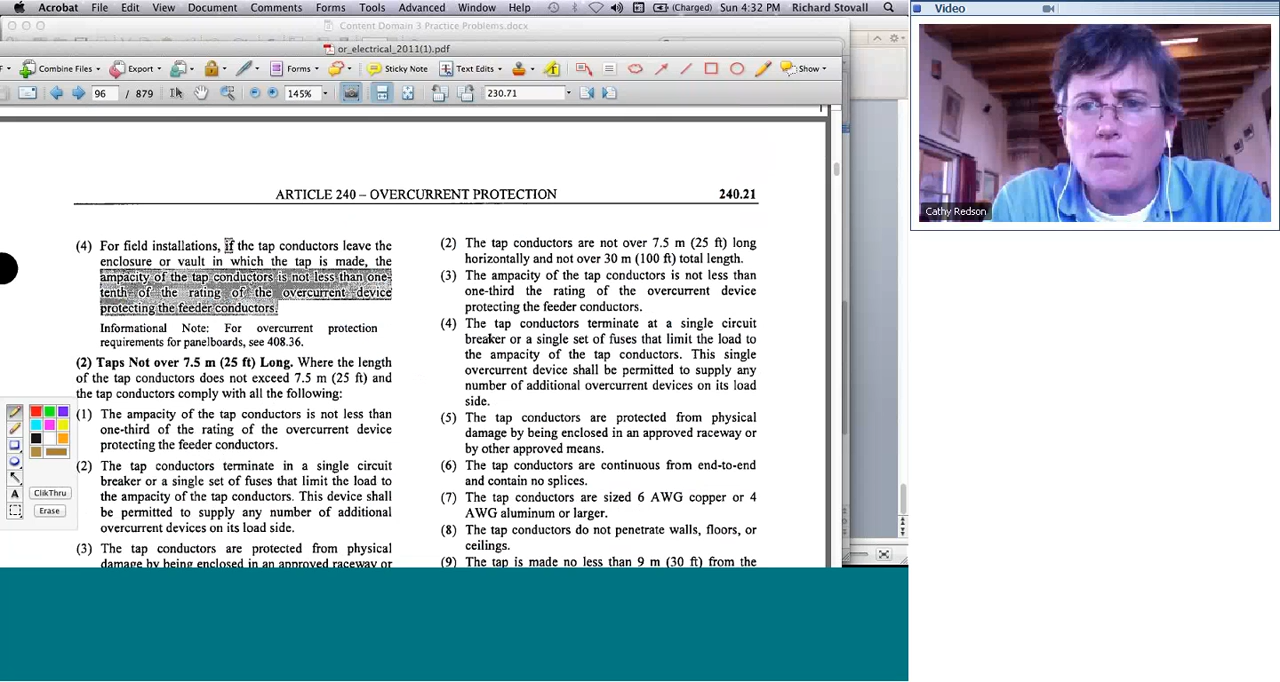 Acrobat File Edit View Document Comments Forms Tools Advanced Window Help (Charged) Sun 4:32 PM Richard Stovall
Content Domain 3 Practice Problems.docx
or_electrical_2011(1).pdf
Combine Files Export Forms Sticky Note Text Edits Show
96 / 879 145% 230.71
ARTICLE 240 – OVERCURRENT PROTECTION 240.21
(4) For field installations, if the tap conductors leave the
enclosure or vault in which the tap is made, the
ampacity of the tap conductors is not less than one-
tenth of the rating of the overcurrent device
protecting the feeder conductors.
Informational Note: For overcurrent protection
requirements for panelboards, see 408.36.
(2) Taps Not over 7.5 m (25 ft) Long. Where the length
of the tap conductors does not exceed 7.5 m (25 ft) and
the tap conductors comply with all the following:
(1) The ampacity of the tap conductors is not less than
one-third of the rating of the overcurrent device
protecting the feeder conductors.
(2) The tap conductors terminate in a single circuit
breaker or a single set of fuses that limit the load to
the ampacity of the tap conductors. This device shall
be permitted to supply any number of additional
overcurrent devices on its load side.
(3) The tap conductors are protected from physical
damage by being enclosed in an approved raceway or
(2) The tap conductors are not over 7.5 m (25 ft) long
horizontally and not over 30 m (100 ft) total length.
(3) The ampacity of the tap conductors is not less than
one-third the rating of the overcurrent device
protecting the feeder conductors.
(4) The tap conductors terminate at a single circuit
breaker or a single set of fuses that limit the load to
the ampacity of the tap conductors. This single
overcurrent device shall be permitted to supply any
number of additional overcurrent devices on its load
side.
(5) The tap conductors are protected from physical
damage by being enclosed in an approved raceway or
by other approved means.
(6) The tap conductors are continuous from end-to-end
and contain no splices.
(7) The tap conductors are sized 6 AWG copper or 4
AWG aluminum or larger.
(8) The tap conductors do not penetrate walls, floors, or
ceilings.
(9) The tap is made no less than 9 m (30 ft) from the
A
ClikThru
Erase
Video
Cathy Redson